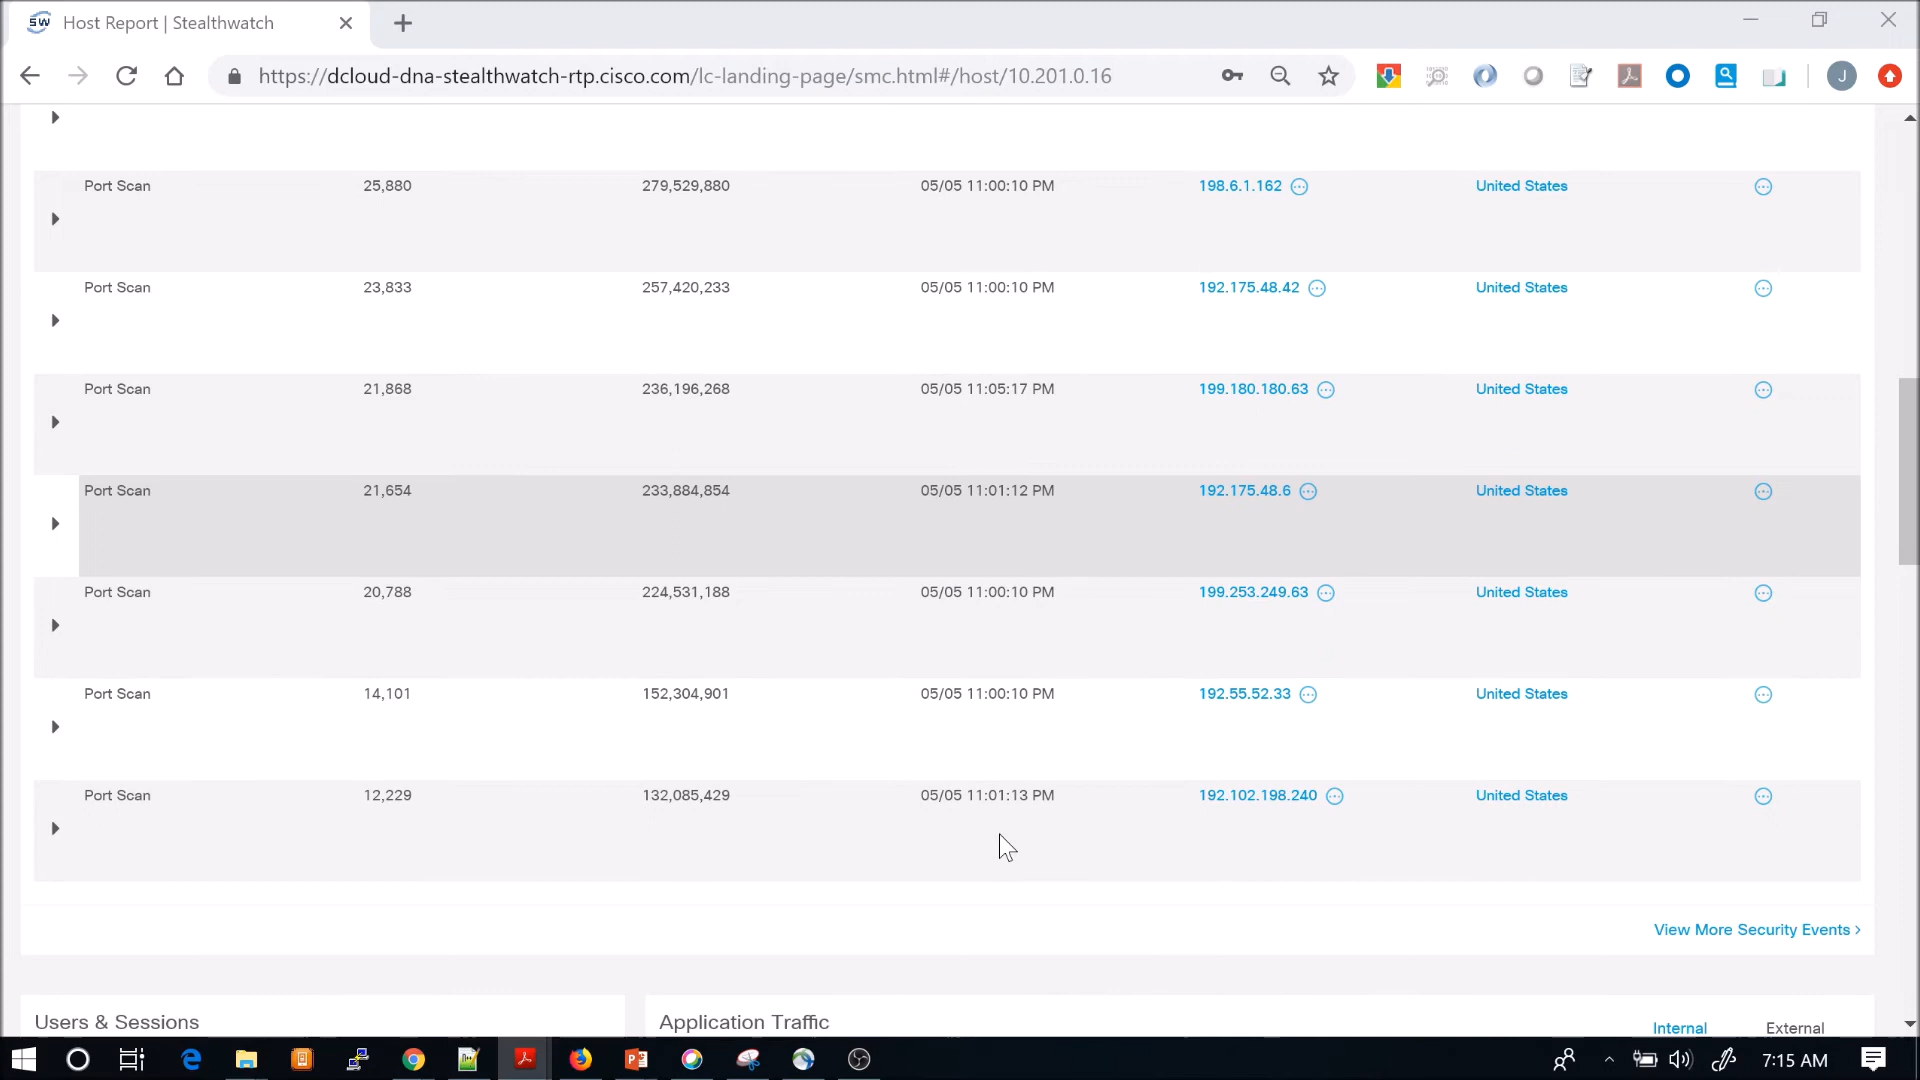 SW Host Report | Stealthwatch
https://dcloud-dna-stealthwatch-rtp.cisco.com/lc-landing-page/smc.html#/host/10.201.0.16 J
Port Scan 25,880 279,529,880 05/05 11:00:10 PM 198.6.1.162 United States
Port Scan 23,833 257,420,233 05/05 11:00:10 PM 192.175.48.42 United States
Port Scan 21,868 236,196,268 05/05 11:05:17 PM 199.180.180.63 United States
Port Scan 21,654 233,884,854 05/05 11:01:12 PM 192.175.48.6 United States
Port Scan 20,788 224,531,188 05/05 11:00:10 PM 199.253.249.63 United States
Port Scan 14,101 152,304,901 05/05 11:00:10 PM 192.55.52.33 United States
Port Scan 12,229 132,085,429 05/05 11:01:13 PM 192.102.198.240 United States
View More Security Events
Users & Sessions Application Traffic Internal External
7:15 AM